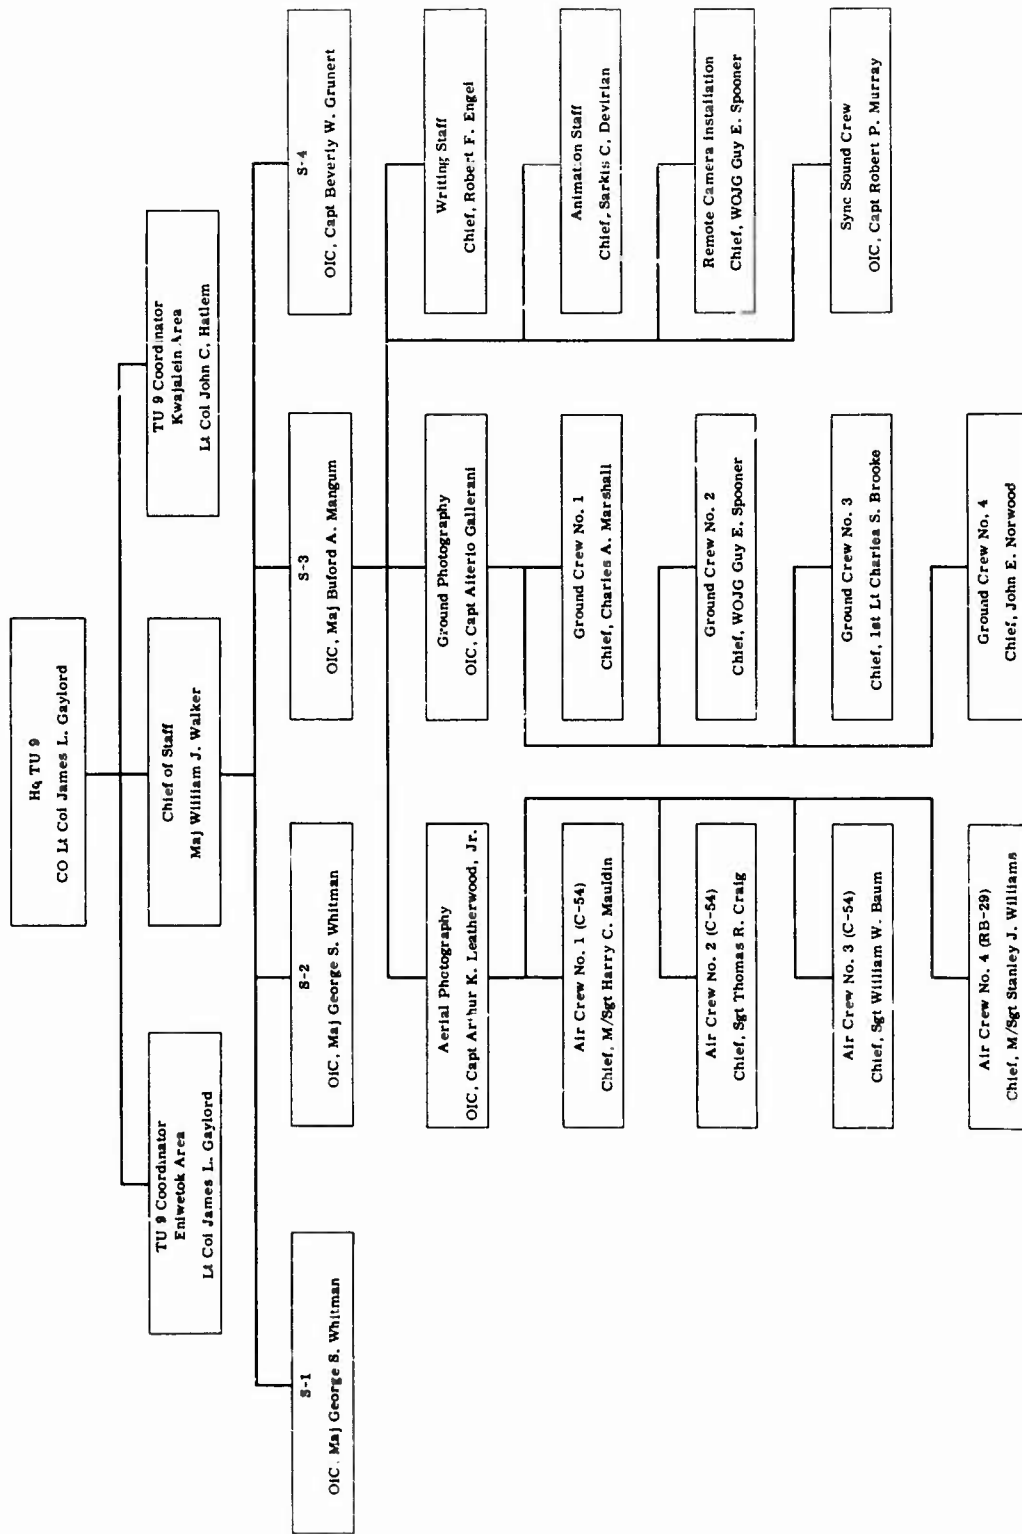 Hq TU 9
CO Lt Col James L. Gaylord
TU 9 Coordinator
Eniwetok Area
Lt Col James L. Gaylord
Chief of Staff
Maj William J. Walker
TU 9 Coordinator
Kwajalein Area
Lt Col John C. Hatlem
S-1
OIC, Maj George S. Whitman
S-2
OIC, Maj George S. Whitman
S-3
OIC, Maj Buford A. Mangum
S-4
OIC, Capt Beverly W. Grunert
Aerial Photography
OIC, Capt Arthur K. Leatherwood, Jr.
Ground Photography
OIC, Capt Alterio Gallerani
Writing Staff
Chief, Robert F. Engel
Air Crew No. 1 (C-54)
Chief, M/Sgt Harry C. Mauldin
Ground Crew No. 1
Chief, Charles A. Marshall
Animation Staff
Chief, Sarkis C. Devirian
Air Crew No. 2 (C-54)
Chief, Sgt Thomas R. Craig
Ground Crew No. 2
Chief, WOJG Guy E. Spooner
Remote Camera Installation
Chief, WOJG Guy E. Spooner
Air Crew No. 3 (C-54)
Chief, Sgt William W. Baum
Ground Crew No. 3
Chief, 1st Lt Charles S. Brooke
Sync Sound Crew
OIC, Capt Robert P. Murray
Air Crew No. 4 (RB-29)
Chief, M/Sgt Stanley J. Williams
Ground Crew No. 4
Chief, John E. Norwood